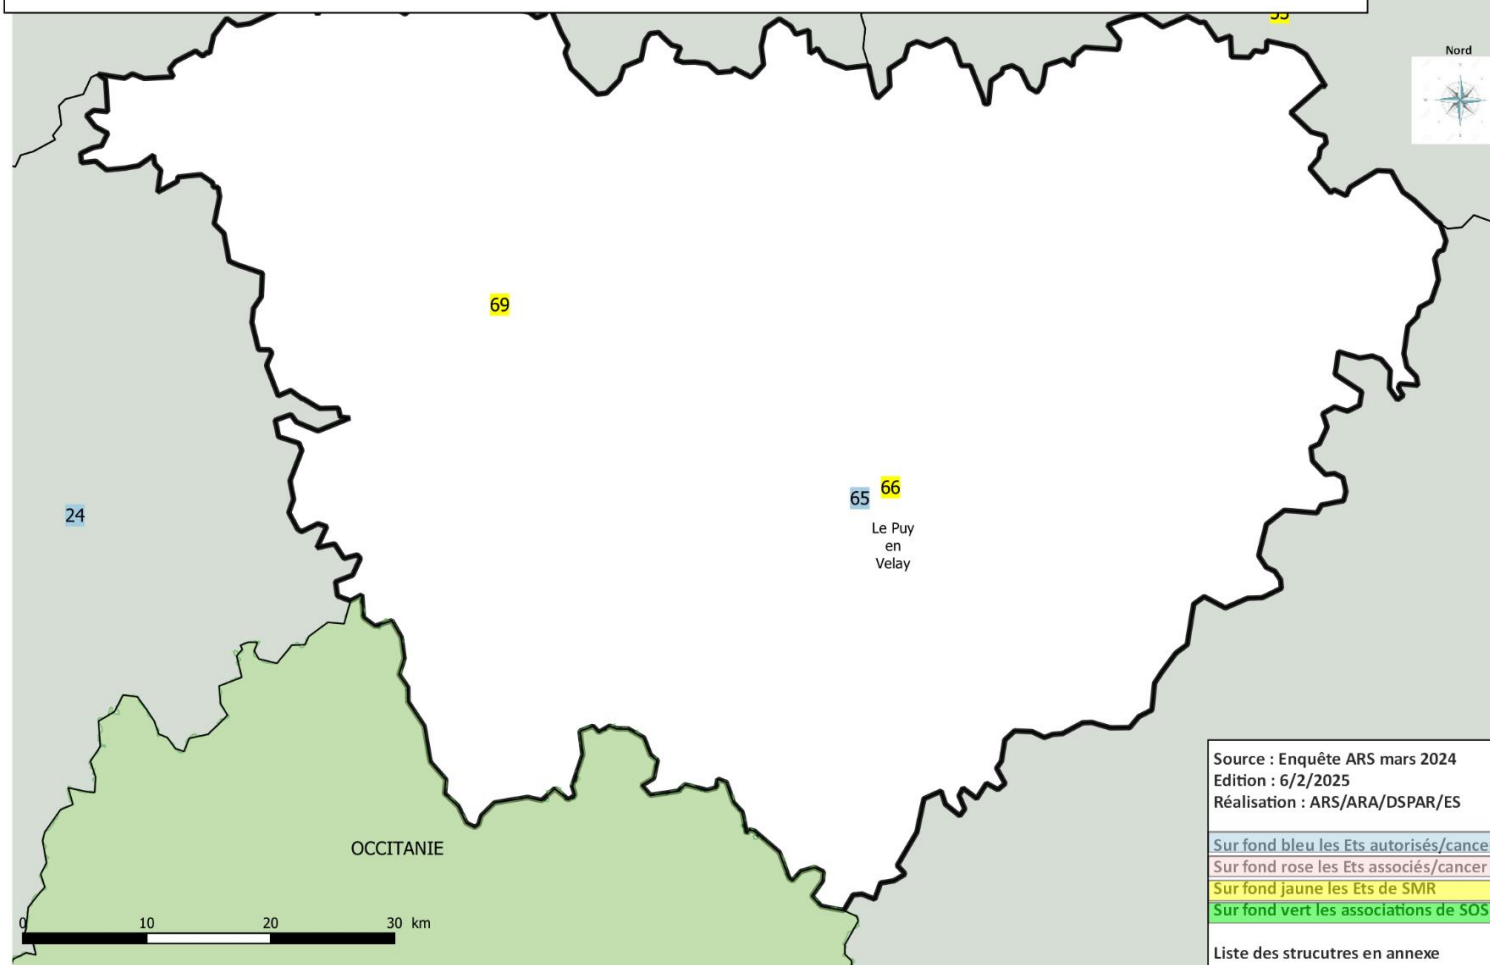 Nord
69
66
65
24
Le Puy
en
Velay
OCCITANIE
0 10 20 30 km
Source : Enquête ARS mars 2024
Edition : 6/2/2025
Réalisation : ARS/ARA/DSPAR/ES
Sur fond bleu les Ets autorisés/cance
Sur fond rose les Ets associés/cancer
Sur fond jaune les Ets de SMR
Sur fond vert les associations de SOS
Liste des strucutres en annexe